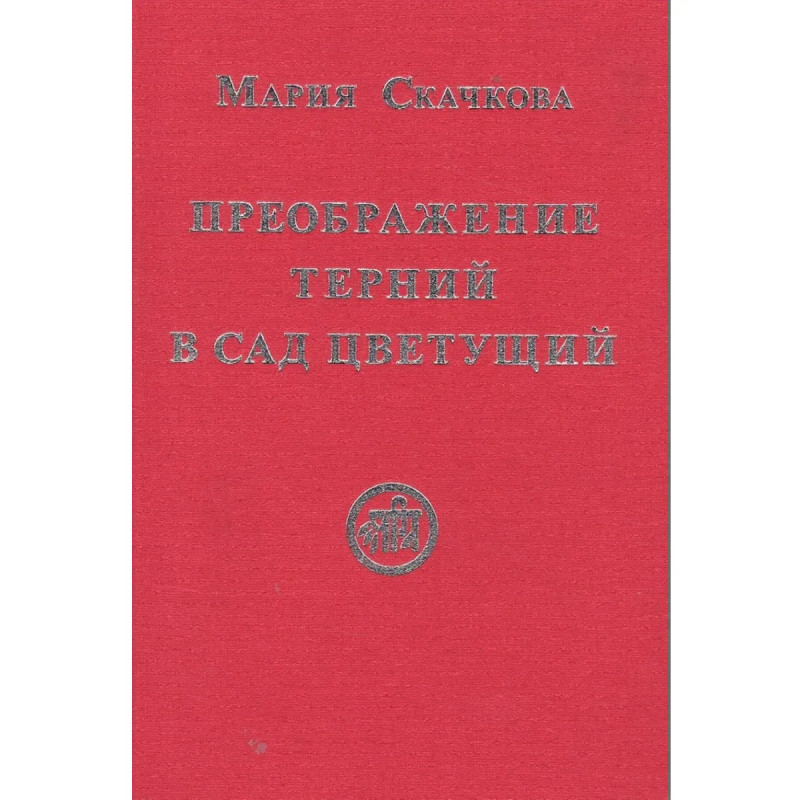 Мария Скачкова
ПРЕОБРАЖЕНИЕ
ТЕРНИЙ
В САД ЦВЕТУЩИЙ